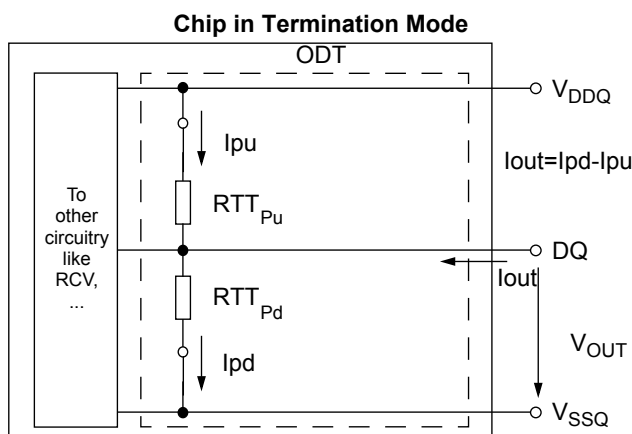 Chip in Termination Mode
ODT
VDDQ
Ipu
Iout=Ipd-Ipu
To
other
circuitry
like
RCV,
...
RTTPu
DQ
Iout
RTTPd
VOUT
Ipd
VSSQ